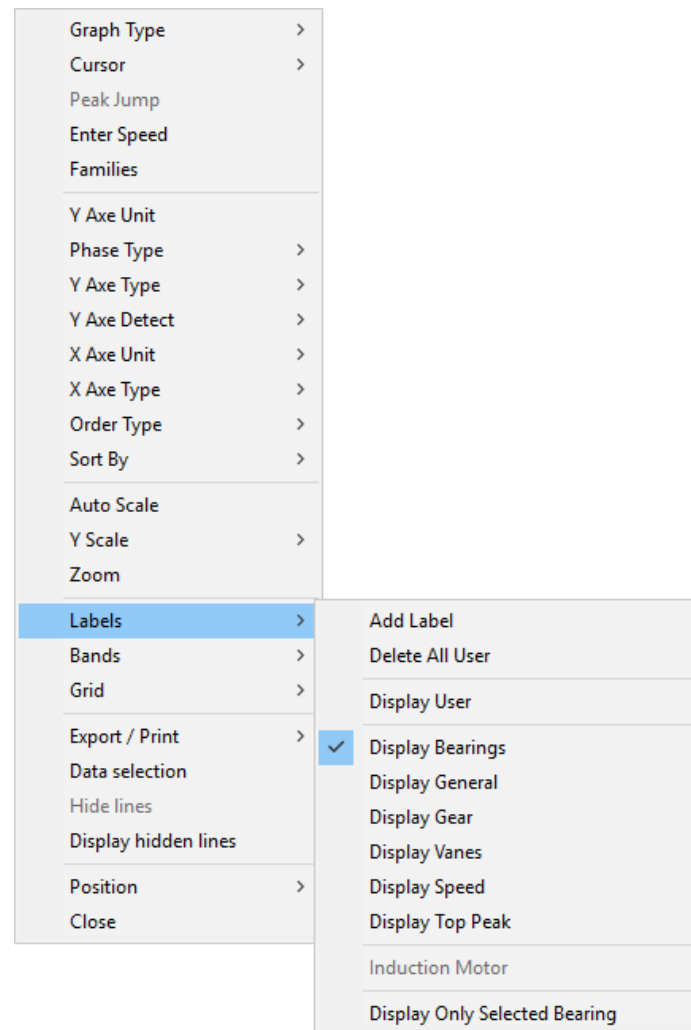 Graph Type
Cursor
Peak Jump
Enter Speed
Families
Y Axe Unit
Phase Type
Y Axe Type
Y Axe Detect
X Axe Unit
X Axe Type
Order Type
Sort By
Auto Scale
Y Scale
Zoom
Labels
Bands
Grid
Export / Print
Data selection
Hide lines
Display hidden lines
Position
Close
Add Label
Delete All User
Display User
Display Bearings
Display General
Display Gear
Display Vanes
Display Speed
Display Top Peak
Induction Motor
Display Only Selected Bearing